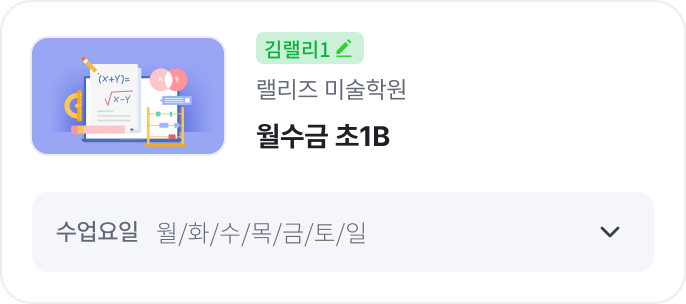 (x+Y)=
√x-Y
A
B
김랠리1
랠리즈 미술학원
월수금 초1B
수업요일 월/화/수/목/금/토/일